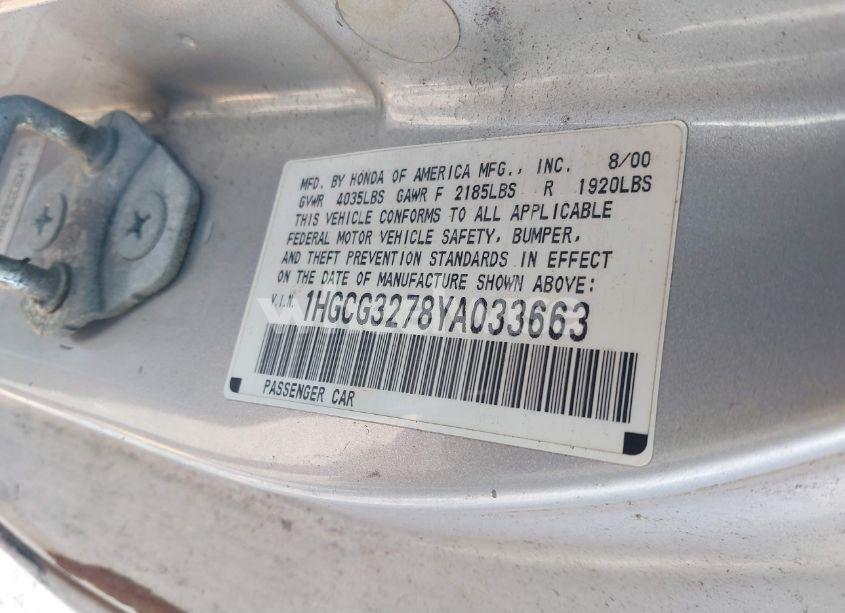 MFD. BY HONDA OF AMERICA MFG., INC. 8/00
GVWR 4035LBS GAWR F 2185LBS R 1920LBS
THIS VEHICLE CONFORMS TO ALL APPLICABLE
FEDERAL MOTOR VEHICLE SAFETY, BUMPER,
AND THEFT PREVENTION STANDARDS IN EFFECT
ON THE DATE OF MANUFACTURE SHOWN ABOVE:
V.I.N. 1HGCG3278YA033663
PASSENGER CAR